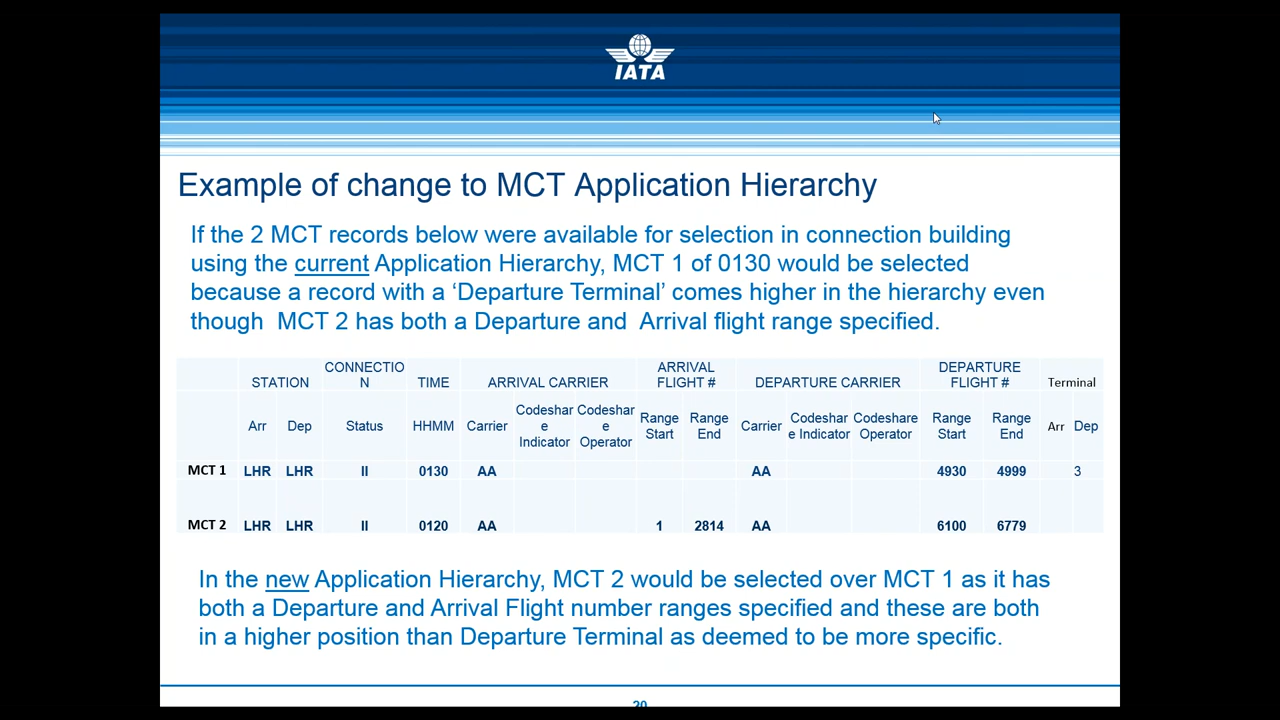 IATA
Example of change to MCT Application Hierarchy
If the 2 MCT records below were available for selection in connection building
using the current Application Hierarchy, MCT 1 of 0130 would be selected
because a record with a ‘Departure Terminal’ comes higher in the hierarchy even
though MCT 2 has both a Departure and Arrival flight range specified.
STATION CONNECTIO N TIME ARRIVAL CARRIER ARRIVAL FLIGHT # DEPARTURE CARRIER DEPARTURE FLIGHT # Terminal
Arr Dep Status HHMM Carrier Codeshar e Indicator Codeshar e Operator Range Start Range End Carrier Codeshar e Indicator Codeshare Operator Range Start Range End Arr Dep
MCT 1 LHR LHR II 0130 AA AA 4930 4999 3
MCT 2 LHR LHR II 0120 AA 1 2814 AA 6100 6779
In the new Application Hierarchy, MCT 2 would be selected over MCT 1 as it has
both a Departure and Arrival Flight number ranges specified and these are both
in a higher position than Departure Terminal as deemed to be more specific.
20